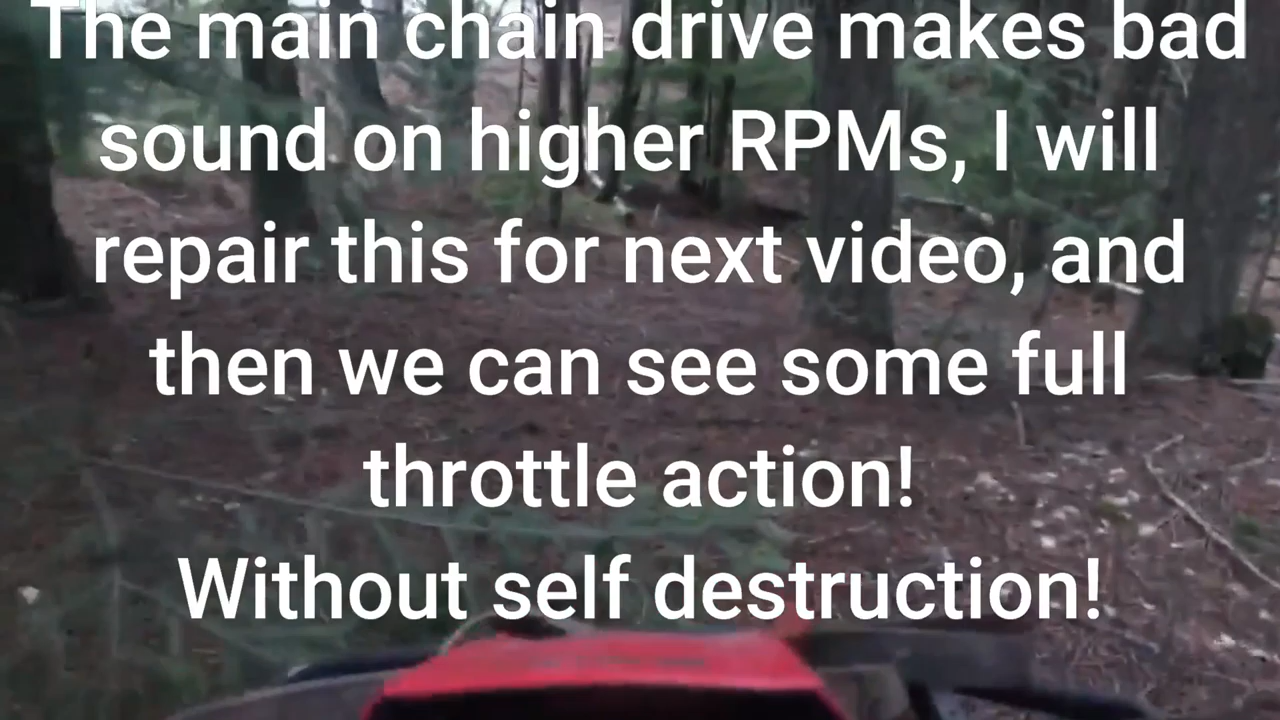 The main chain drive makes bad
sound on higher RPMs, I will
repair this for next video, and
then we can see some full
throttle action!
Without self destruction!